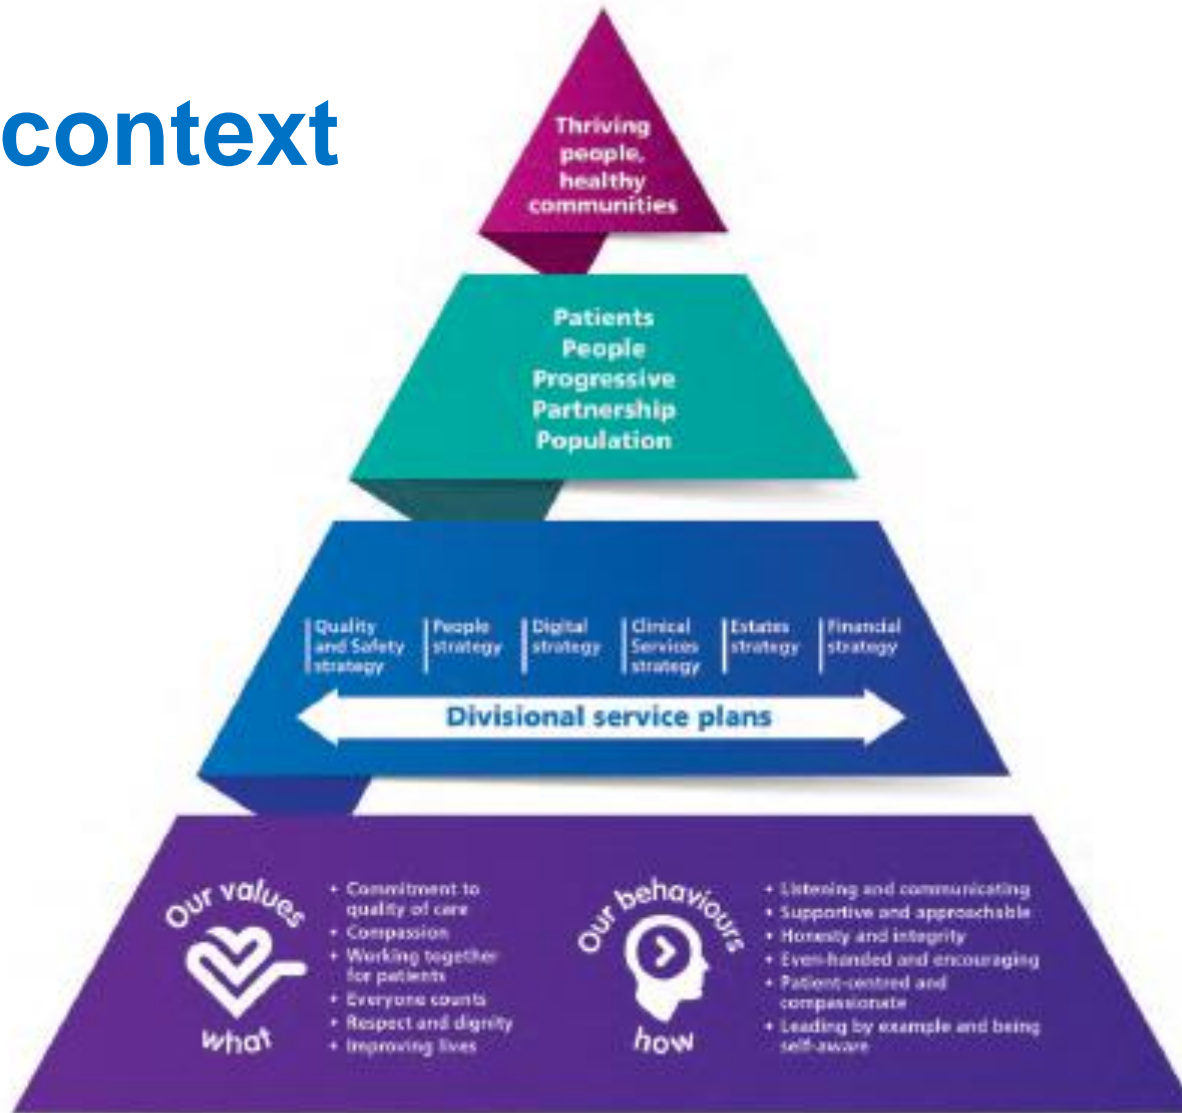 context
Thriving
people,
healthy
communities
Patients
People
Progressive
Partnership
Population
Quality
and Safety
strategy
People
strategy
Digital
strategy
Clinical
Services
strategy
Estates
strategy
Financial
strategy
Divisional service plans
Our values
what
• Commitment to
quality of care
• Compassion
• Working together
for patients
• Everyone counts
• Respect and dignity
• Improving lives
Our behaviours
how
• Listening and communicating
• Supportive and approachable
• Honesty and integrity
• Even-handed and encouraging
• Patient-centred and
compassionate
• Leading by example and being
self-aware